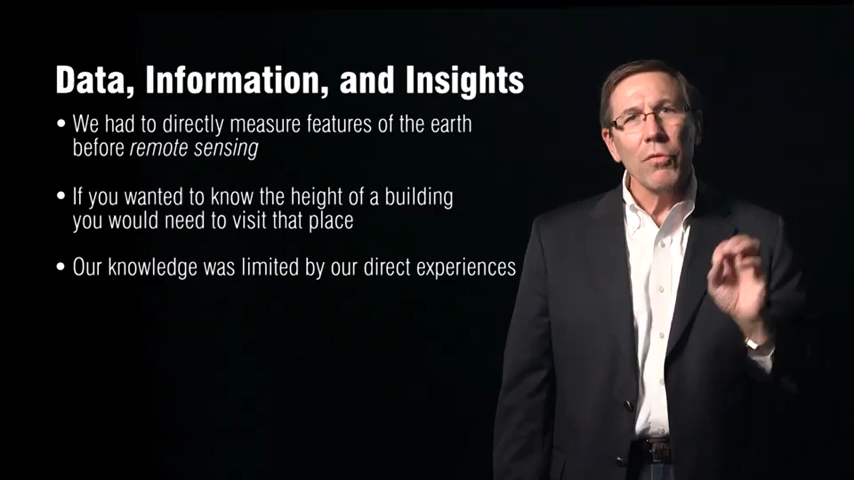 Data, Information, and Insights
• We had to directly measure features of the earth
before remote sensing
• If you wanted to know the height of a building
you would need to visit that place
• Our knowledge was limited by our direct experiences